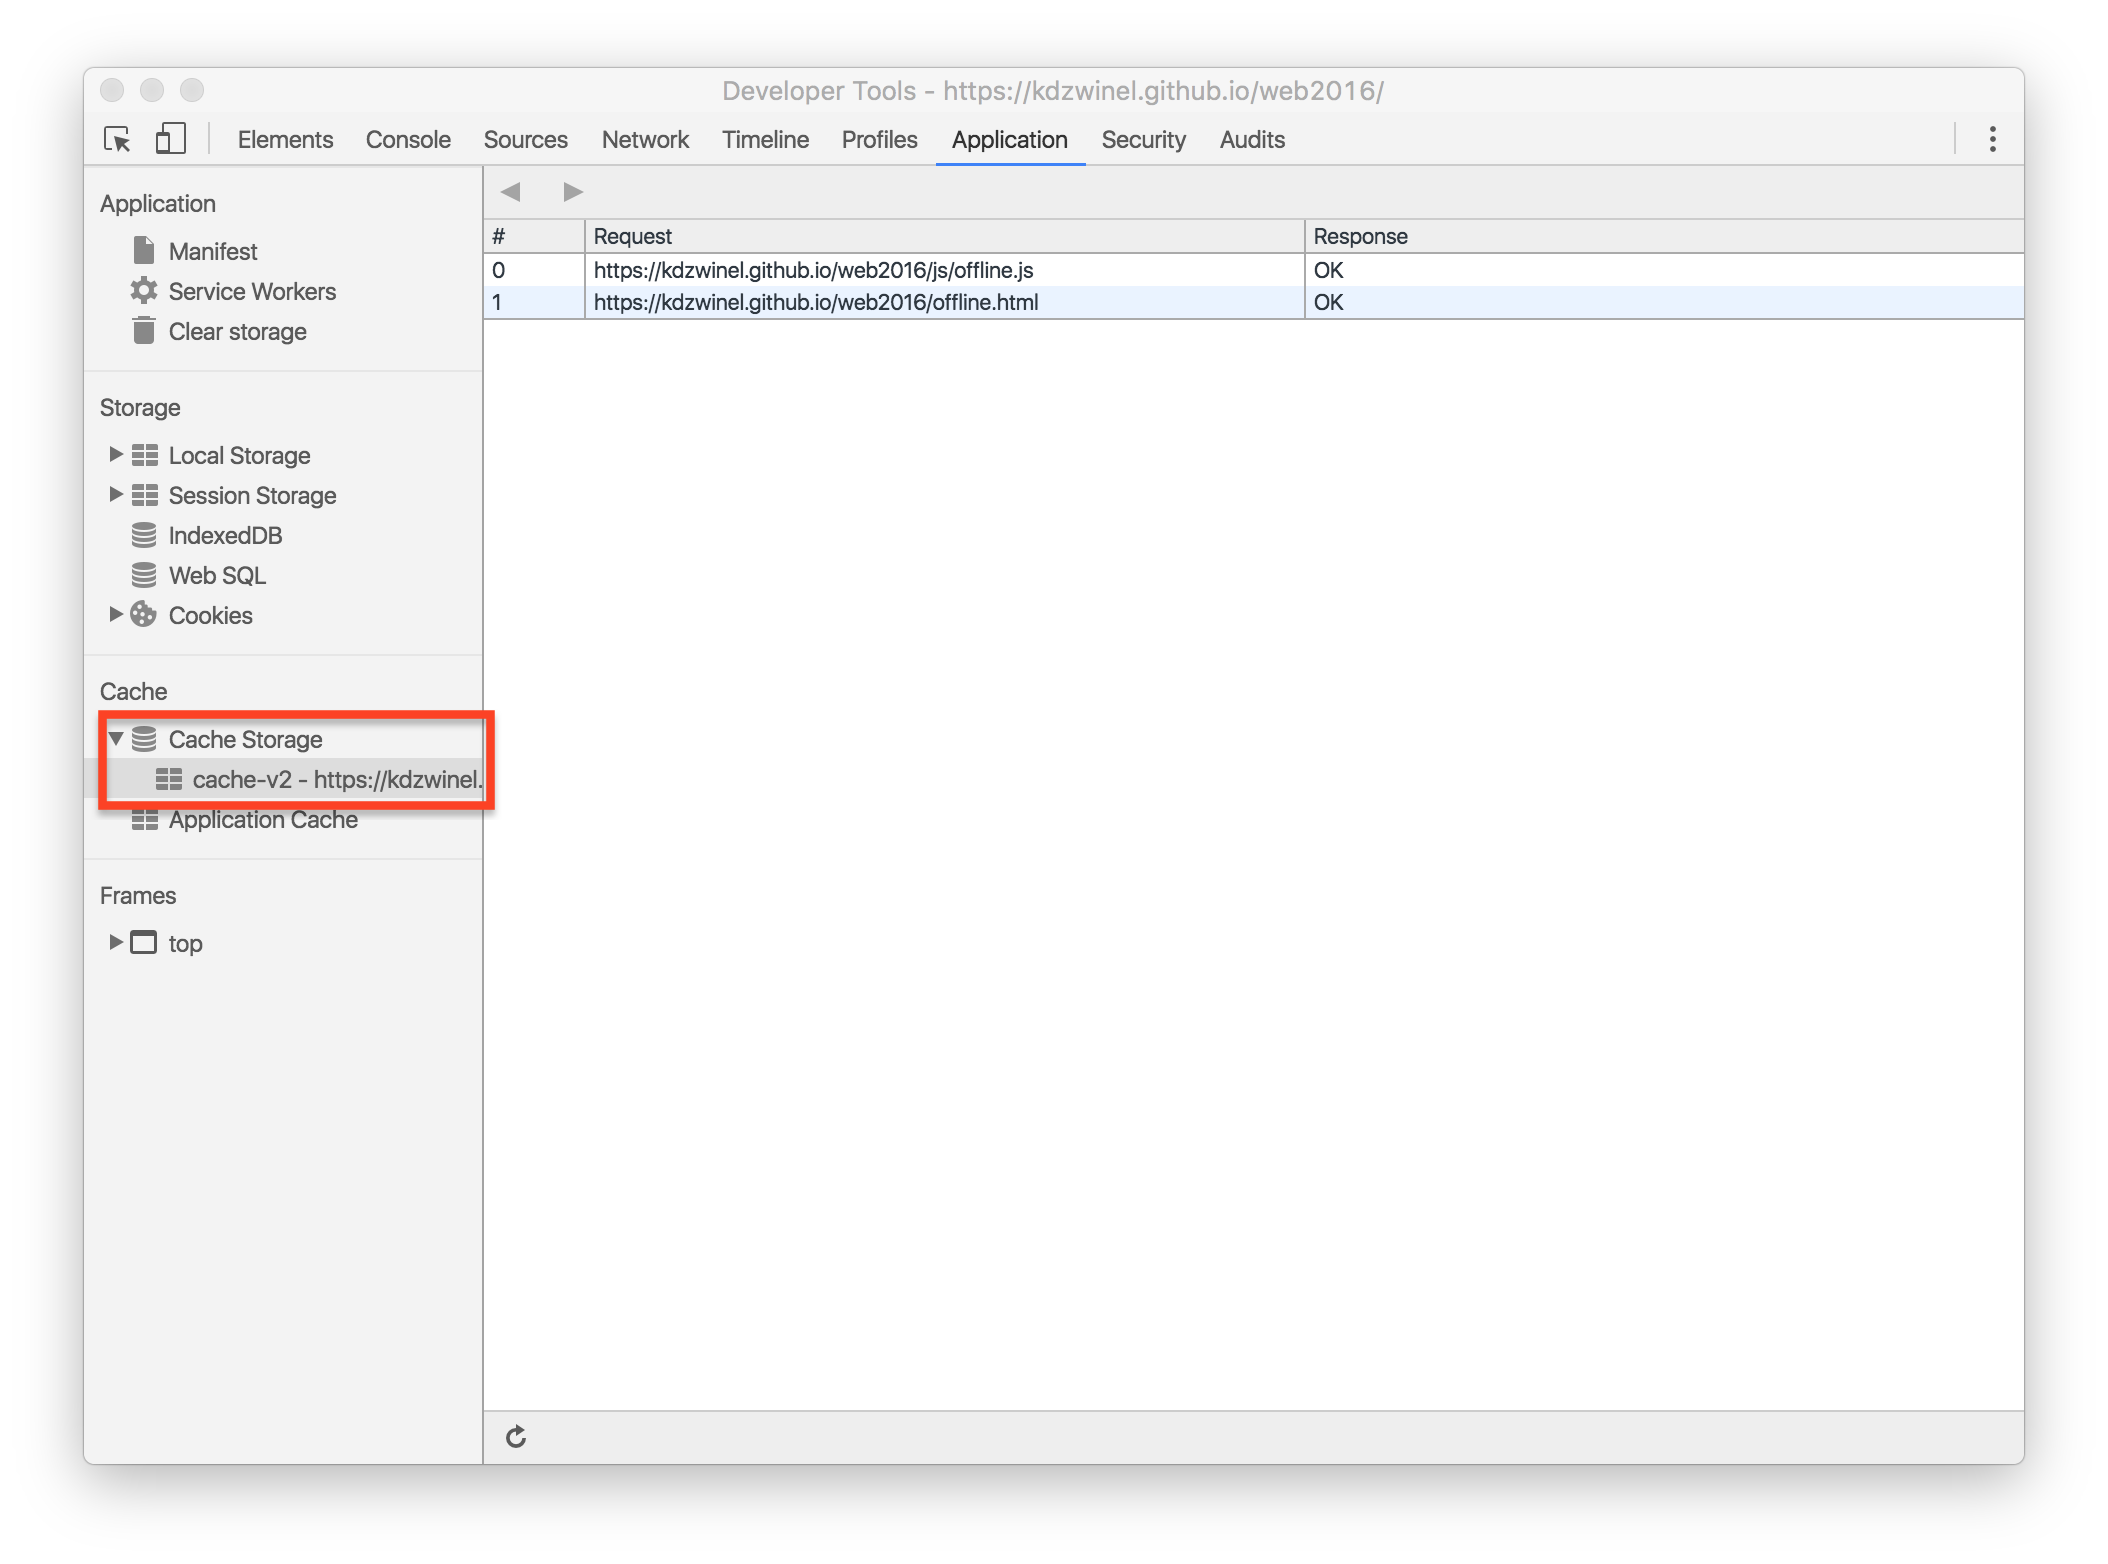 Developer Tools - https://kdzwinel.github.io/web2016/
Elements Console Sources Network Timeline Profiles Application Security Audits
Application
Manifest
Service Workers
Clear storage
Storage
Local Storage
Session Storage
IndexedDB
Web SQL
Cookies
Cache
Cache Storage
cache-v2 - https://kdzwinel.
Application Cache
Frames
top
# Request Response
0 https://kdzwinel.github.io/web2016/js/offline.js OK
1 https://kdzwinel.github.io/web2016/offline.html OK